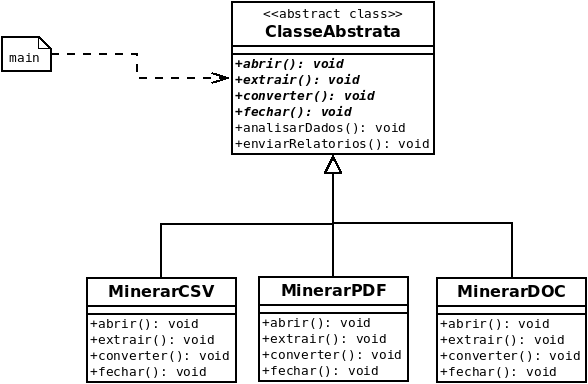 <<abstract class>>
ClasseAbstrata
main
+abrir(): void
+extrair(): void
+converter(): void
+fechar(): void
+analisarDados(): void
+enviarRelatorios(): void
MinerarCSV
+abrir(): void
+extrair(): void
+converter(): void
+fechar(): void
MinerarPDF
+abrir(): void
+extrair(): void
+converter(): void
+fechar(): void
MinerarDOC
+abrir(): void
+extrair(): void
+converter(): void
+fechar(): void